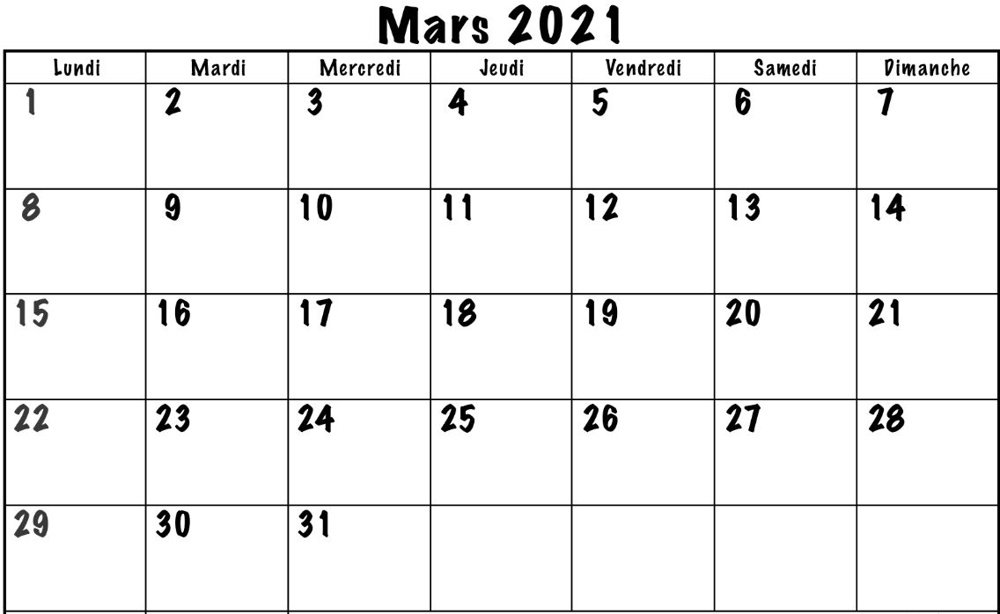 Mars 2021
Lundi Mardi Mercredi Jeudi Vendredi Samedi Dimanche
1 2 3 4 5 6 7
8 9 10 11 12 13 14
15 16 17 18 19 20 21
22 23 24 25 26 27 28
29 30 31